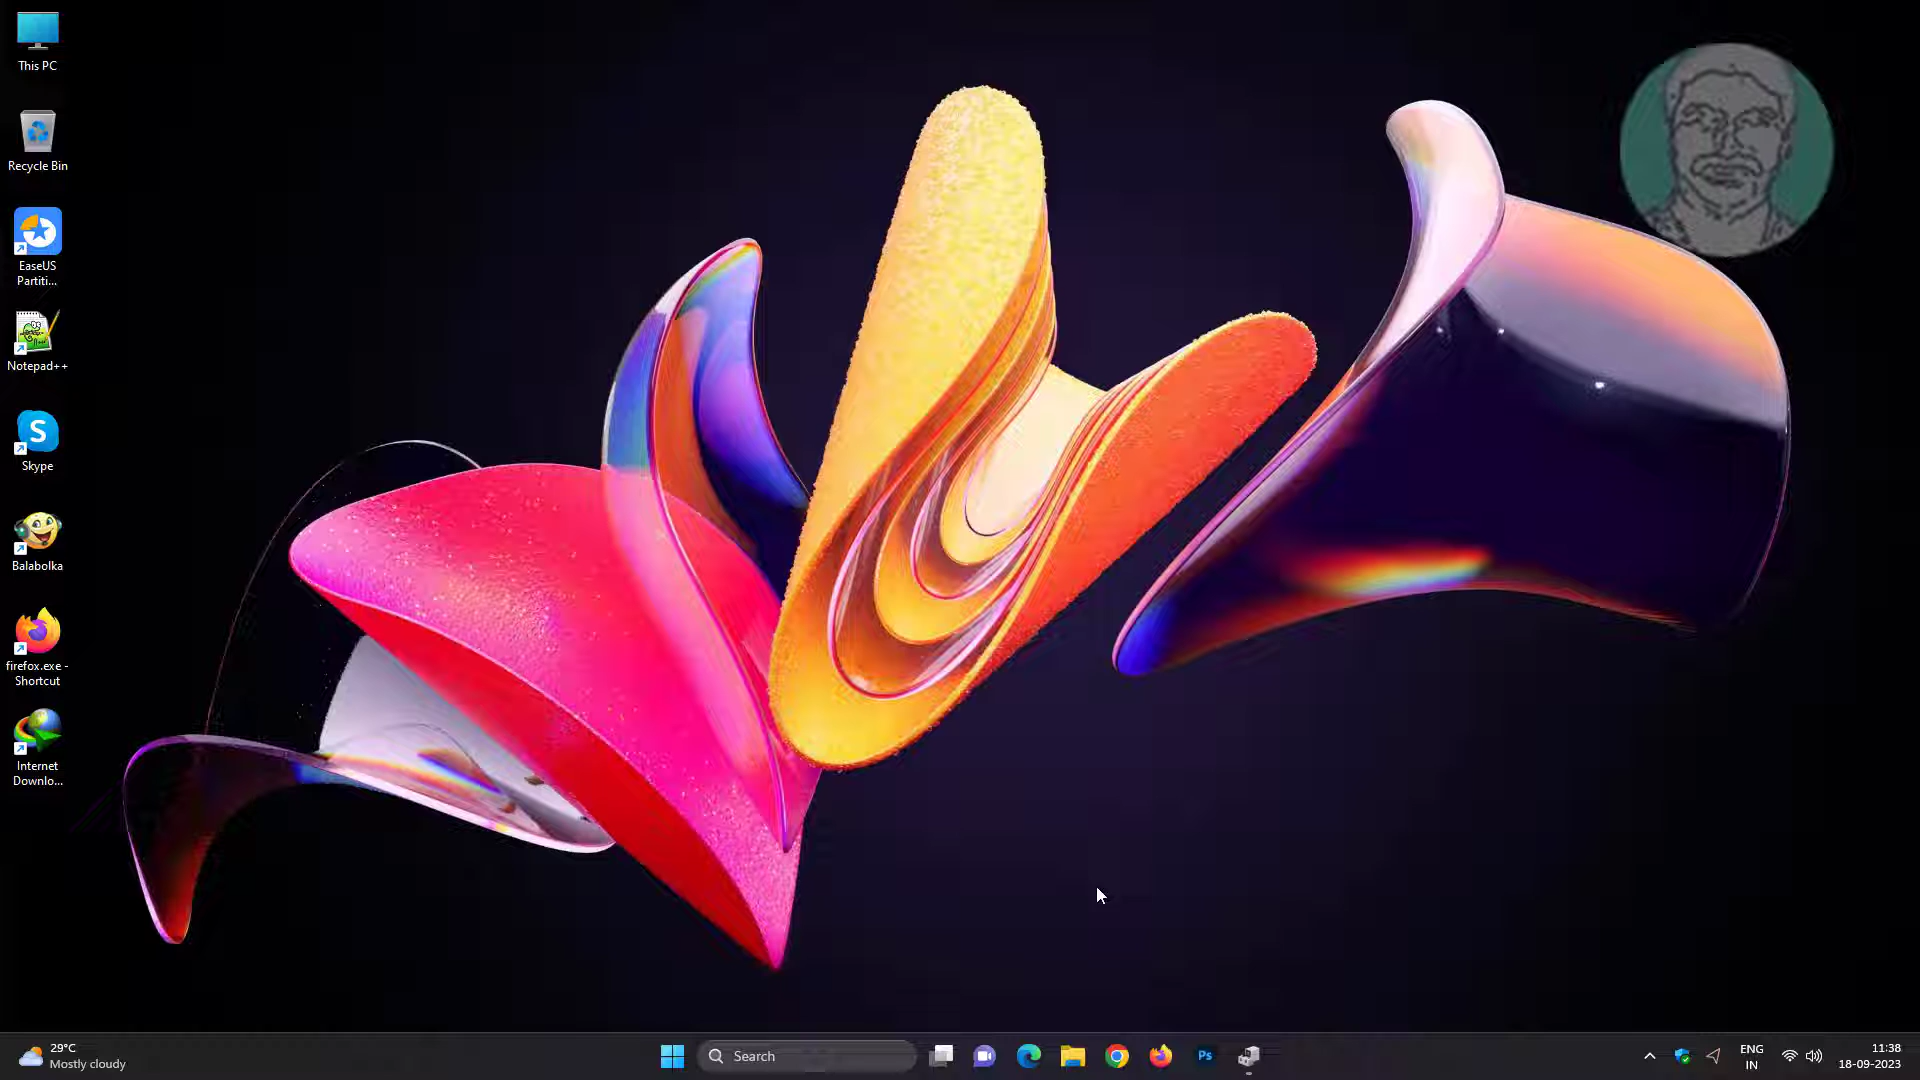 This PC
Recycle Bin
EaseUS
Partiti...
Notepad++
S
Skype
Balabolka
firefox.exe -
Shortcut
Internet
Downlo...
29°C
Mostly cloudy
Search
Ps
ENG
IN
11:38
18-09-2023